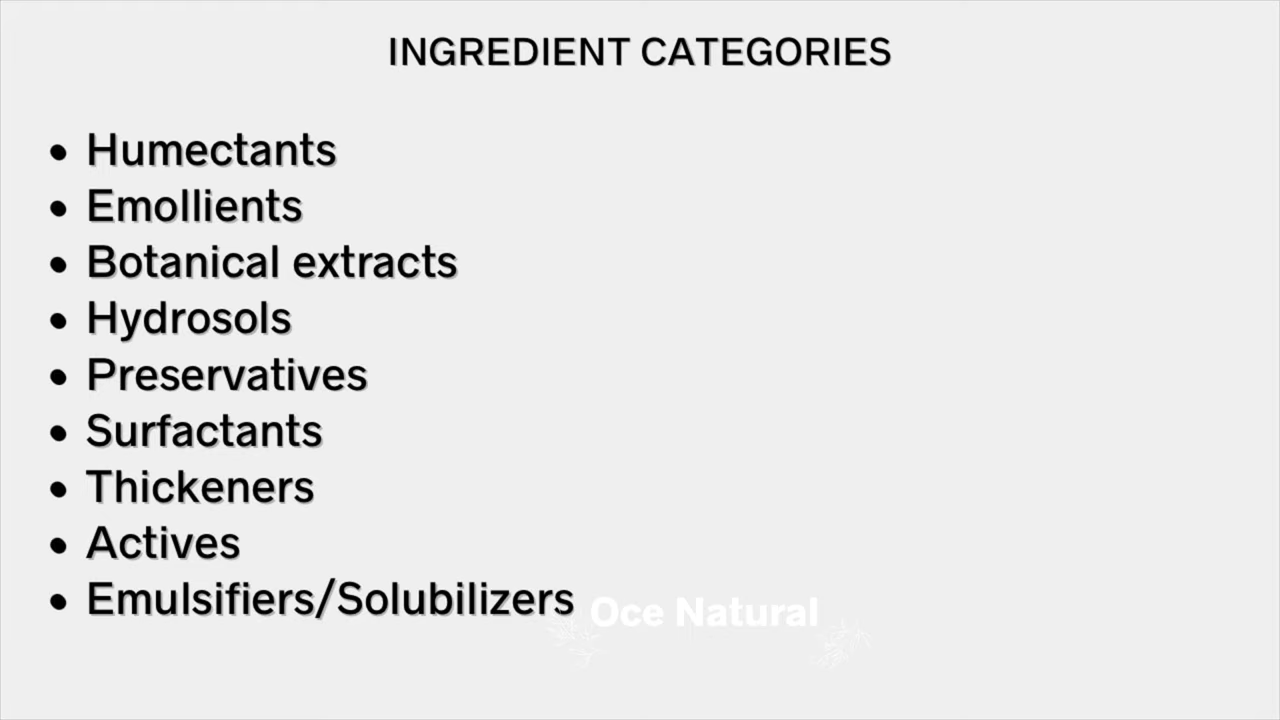 INGREDIENT CATEGORIES
• Humectants
• Emollients
• Botanical extracts
• Hydrosols
• Preservatives
• Surfactants
• Thickeners
• Actives
• Emulsifiers/Solubilizers
Oce Natural